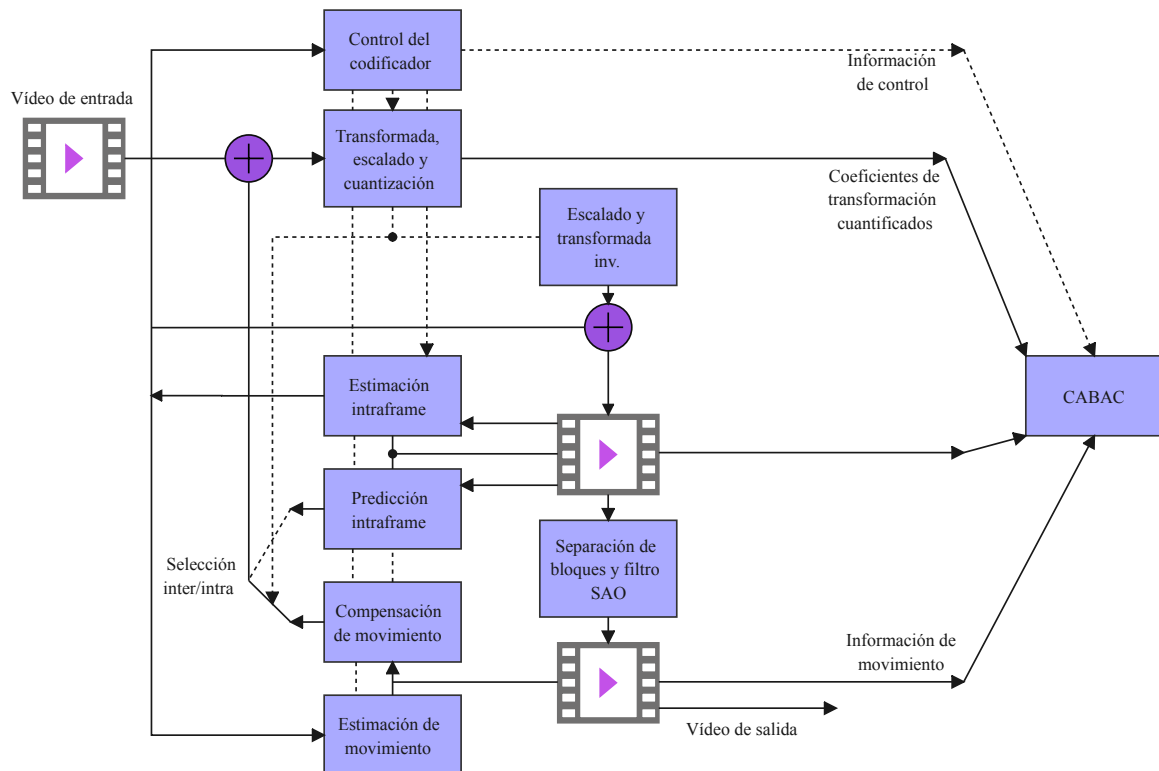 Control del
codificador
Información
de control
Vídeo de entrada
Transformada,
escalado y
cuantización
Coeficientes de
transformación
cuantificados
Escalado y
transformada
inv.
Estimación
intraframe
CABAC
Predicción
intraframe
Separación de
bloques y filtro
SAO
Selección
inter/intra
Compensación
de movimiento
Información de
movimiento
Estimación de
movimiento
Vídeo de salida